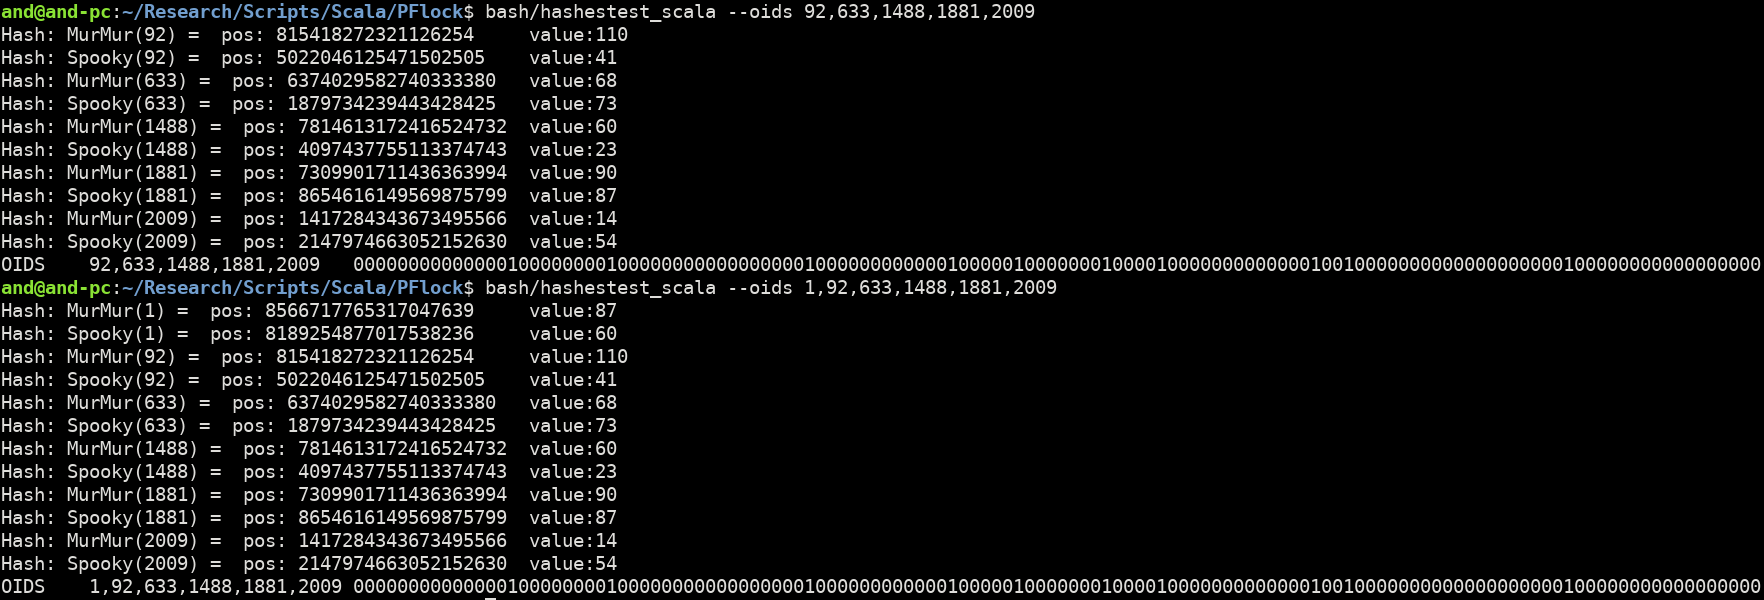 and@and-pc:~/Research/Scripts/Scala/PFlock$ bash/hashestest_scala --oids 92,633,1488,1881,2009
Hash: MurMur(92) =  pos: 815418272321126254     value:110
Hash: Spooky(92) =  pos: 5022046125471502505    value:41
Hash: MurMur(633) =  pos: 6374029582740333380   value:68
Hash: Spooky(633) =  pos: 1879734239443428425   value:73
Hash: MurMur(1488) =  pos: 7814613172416524732  value:60
Hash: Spooky(1488) =  pos: 4097437755113374743  value:23
Hash: MurMur(1881) =  pos: 7309901711436363994  value:90
Hash: Spooky(1881) =  pos: 8654616149569875799  value:87
Hash: MurMur(2009) =  pos: 1417284343673495566  value:14
Hash: Spooky(2009) =  pos: 2147974663052152630  value:54
OIDS    92,633,1488,1881,2009   00000000000000100000000100000000000000000100000000000010000010000000100001000000000000010010000000000000000000100000000000000000
and@and-pc:~/Research/Scripts/Scala/PFlock$ bash/hashestest_scala --oids 1,92,633,1488,1881,2009
Hash: MurMur(1) =  pos: 8566717765317047639     value:87
Hash: Spooky(1) =  pos: 8189254877017538236     value:60
Hash: MurMur(92) =  pos: 815418272321126254     value:110
Hash: Spooky(92) =  pos: 5022046125471502505    value:41
Hash: MurMur(633) =  pos: 6374029582740333380   value:68
Hash: Spooky(633) =  pos: 1879734239443428425   value:73
Hash: MurMur(1488) =  pos: 7814613172416524732  value:60
Hash: Spooky(1488) =  pos: 4097437755113374743  value:23
Hash: MurMur(1881) =  pos: 7309901711436363994  value:90
Hash: Spooky(1881) =  pos: 8654616149569875799  value:87
Hash: MurMur(2009) =  pos: 1417284343673495566  value:14
Hash: Spooky(2009) =  pos: 2147974663052152630  value:54
OIDS    1,92,633,1488,1881,2009 00000000000000100000000100000000000000000100000000000010000010000000100001000000000000010010000000000000000000100000000000000000